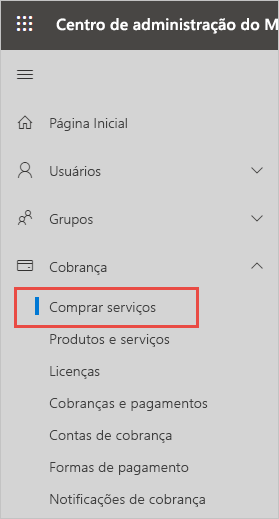 Centro de administração do M
Página Inicial
Usuários
Grupos
Cobrança
Comprar serviços
Produtos e serviços
Licenças
Cobranças e pagamentos
Contas de cobrança
Formas de pagamento
Notificações de cobrança